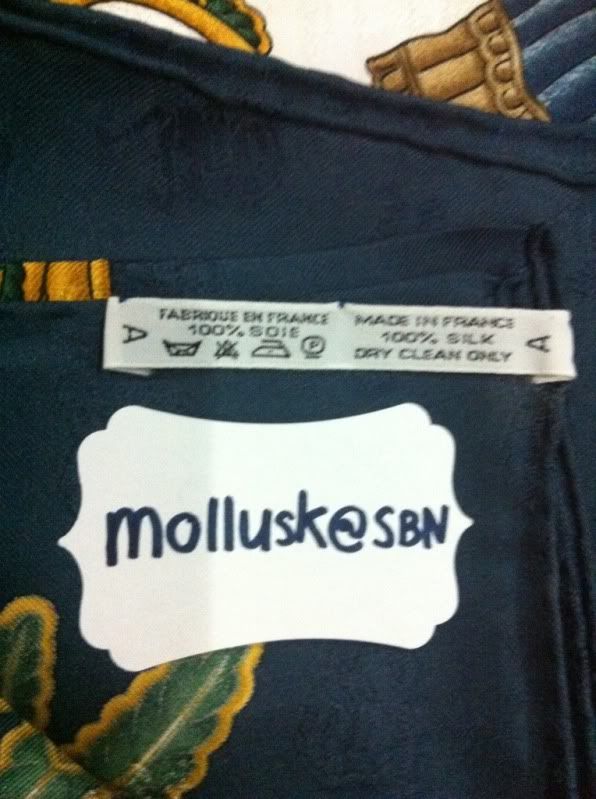 A
FABRIQUE EN FRANCE
100% SOIE
P
MADE IN FRANCE
100% SILK
DRY CLEAN ONLY
A
mollusk@SBN